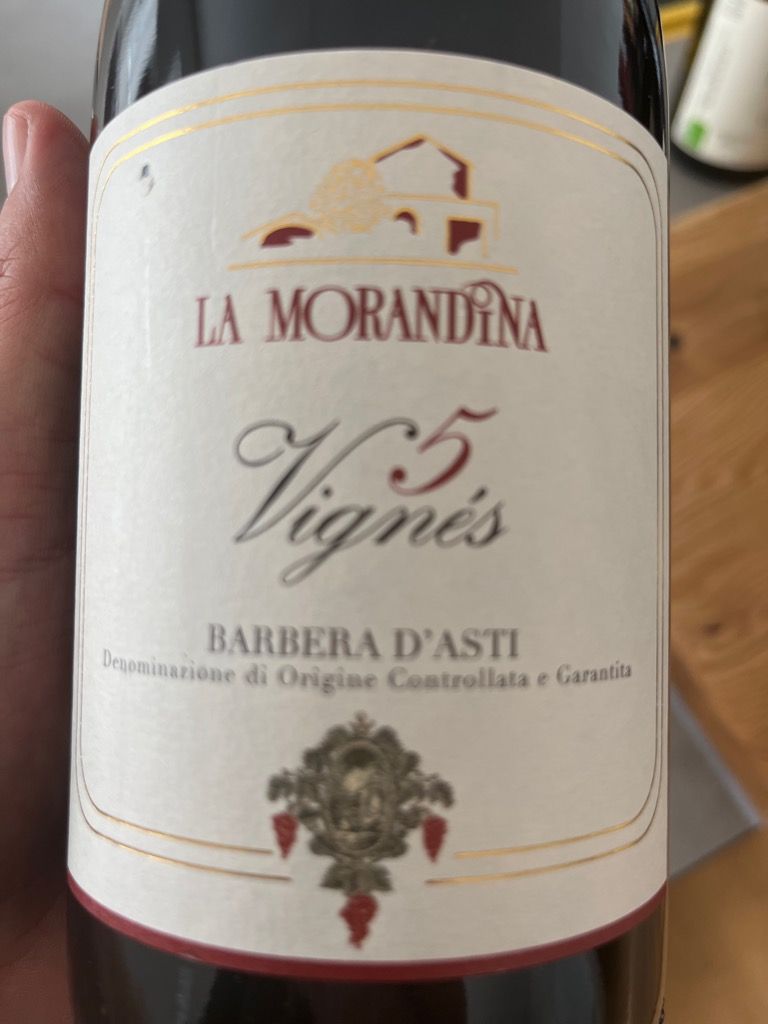 LA MORANDINA
5
Vignés
BARBERA D'ASTI
Denominazione di Origine Controllata e Garantita